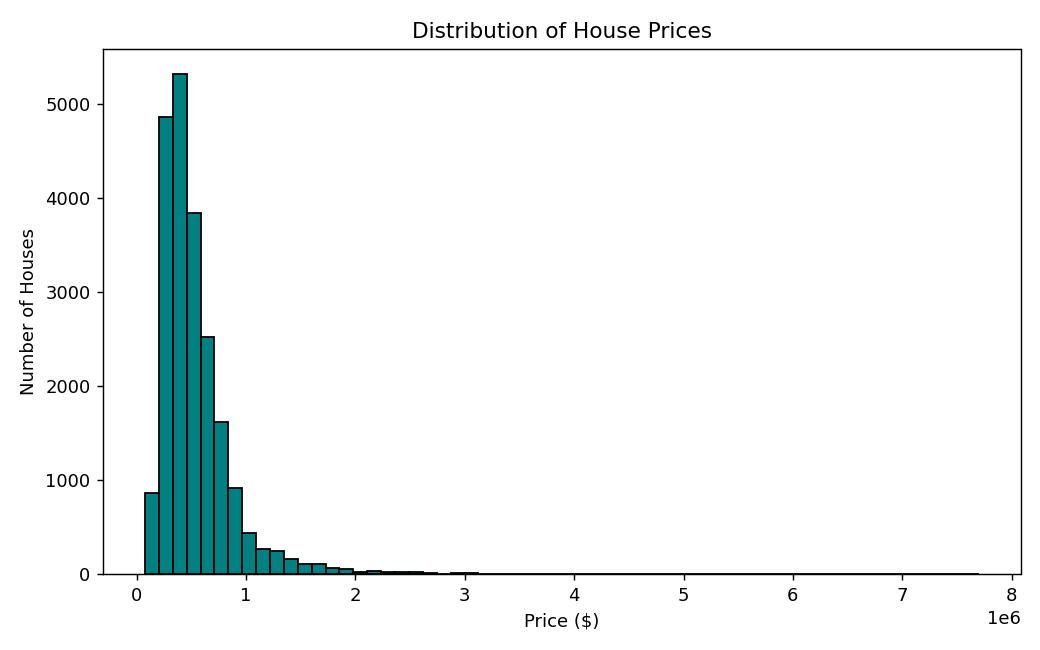 Distribution of House Prices
Number of Houses
5000
4000
3000
2000
1000
0
0 1 2 3 4 5 6 7 8
1e6
Price ($)